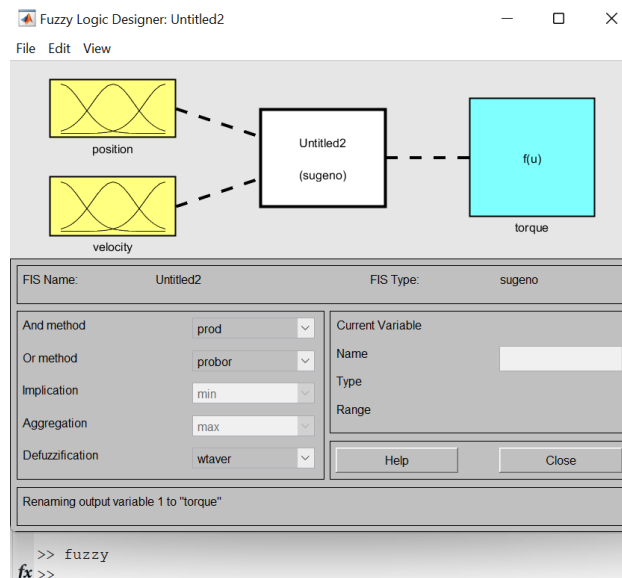 Fuzzy Logic Designer: Untitled2
File Edit View
position
velocity
Untitled2
(sugeno)
f(u)
torque
FIS Name: Untitled2 FIS Type: sugeno
And method prod
Or method probor
Implication min
Aggregation max
Defuzzification wtaver
Current Variable
Name
Type
Range
Help Close
Renaming output variable 1 to "torque"
>> fuzzy
fx >>